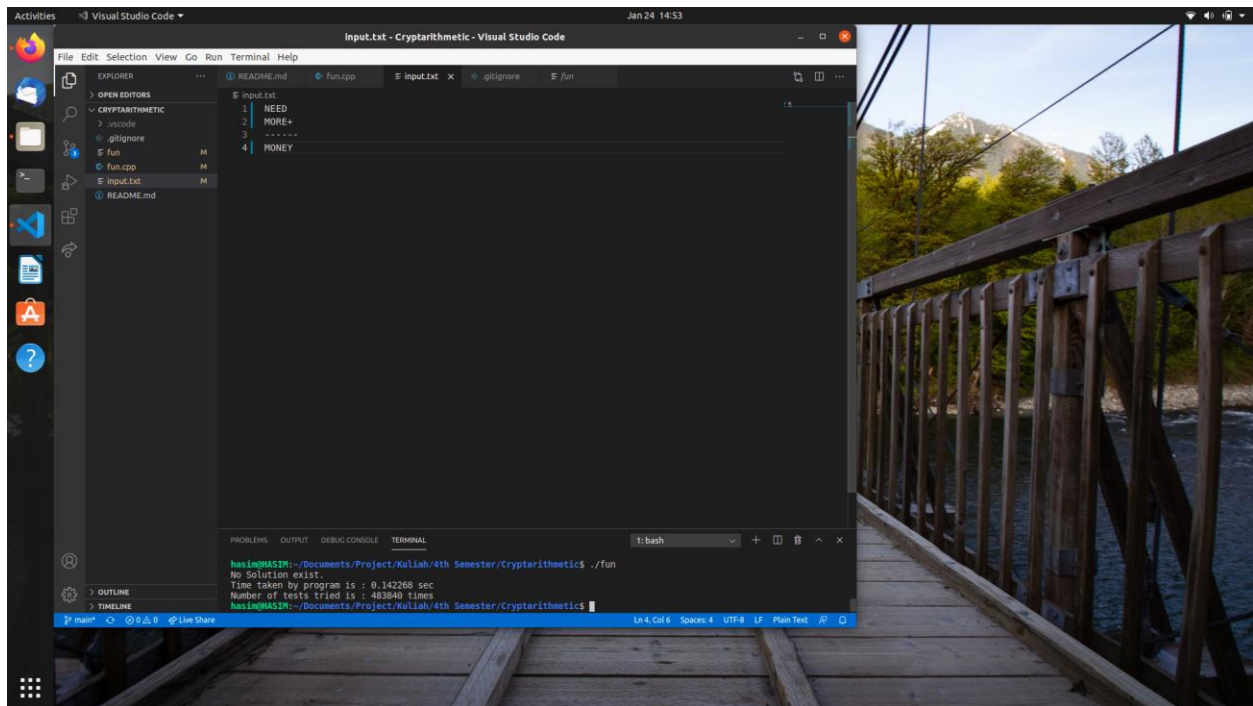 Activities Visual Studio Code Jan 24 14:53
input.txt - Cryptarithmetic - Visual Studio Code
File Edit Selection View Go Run Terminal Help
EXPLORER ... README.md fun.cpp input.txt .gitignore fun
OPEN EDITORS
CRYPTARITHMETIC
.vscode
.gitignore
fun M
fun.cpp M
input.txt M
README.md
input.txt
1 NEED
2 MORE+
3 ------
4 MONEY
PROBLEMS OUTPUT DEBUG CONSOLE TERMINAL 1: bash
hasim@HASIM:~/Documents/Project/Kuliah/4th Semester/Cryptarithmetic$ ./fun
No Solution exist.
Time taken by program is : 0.142268 sec
Number of tests tried is : 483840 times
hasim@HASIM:~/Documents/Project/Kuliah/4th Semester/Cryptarithmetic$
OUTLINE
TIMELINE
main* 0 0 Live Share Ln 4, Col 6 Spaces: 4 UTF-8 LF Plain Text